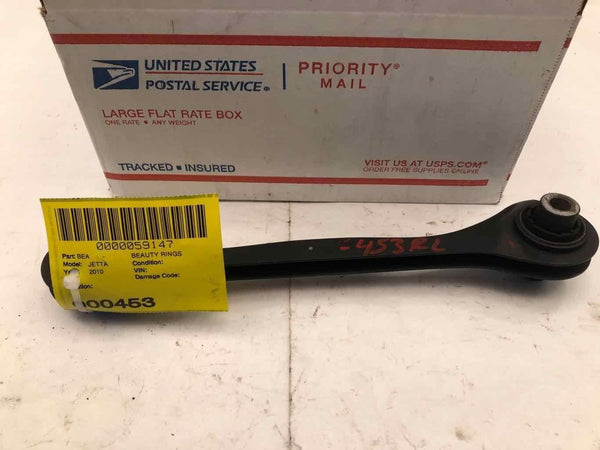 UNITED STATES
POSTAL SERVICE®
PRIORITY®
MAIL
LARGE FLAT RATE BOX
ONE RATE ■ ANY WEIGHT
TRACKED ■ INSURED
VISIT US AT USPS.COM®
ORDER FREE SUPPLIES ONLINE
0000059147
Part: BEA BEAUTY RINGS
Model: JETTA Condition:
2010 VIN:
Damage Code:
000453
-453RL